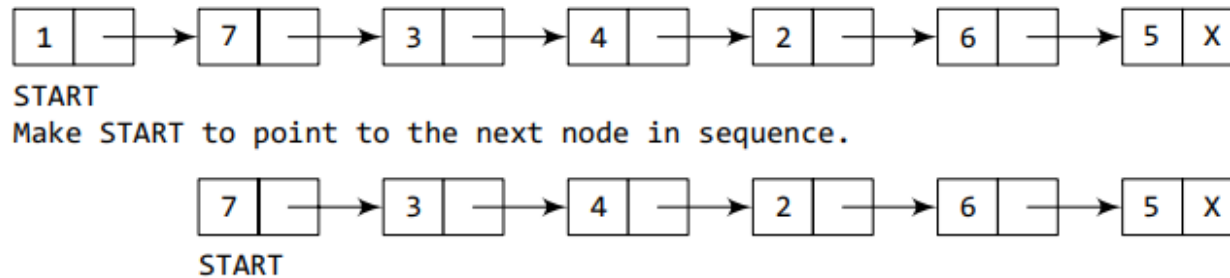 1 7 3 4 2 6 5 X
START
Make START to point to the next node in sequence.
7 3 4 2 6 5 X
START